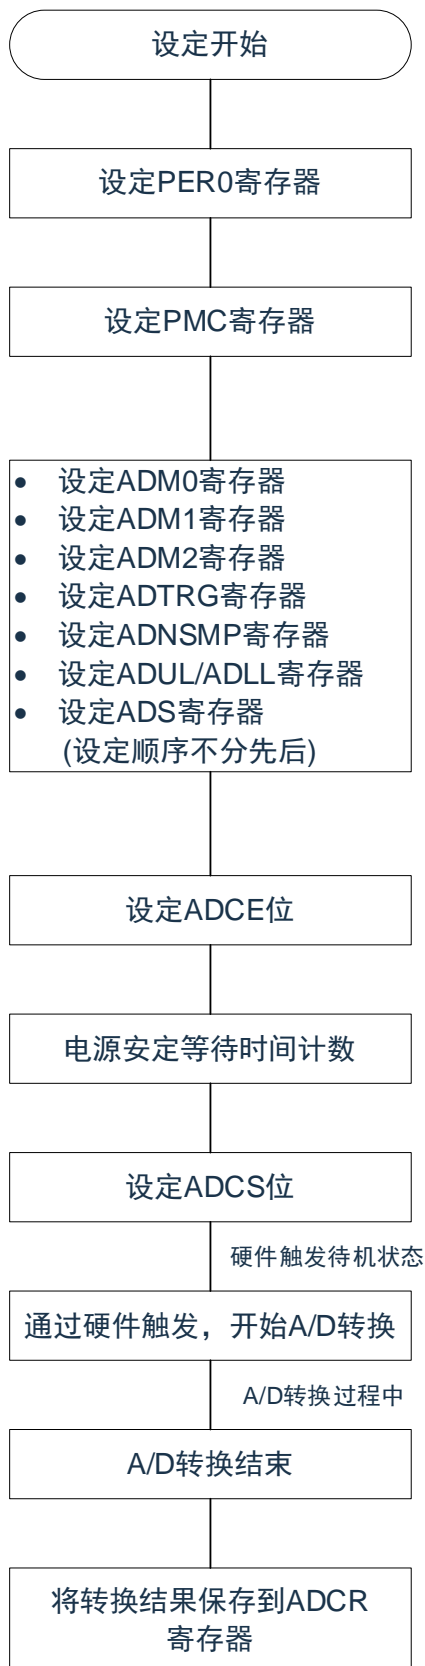 设定开始
设定PER0寄存器
设定PMC寄存器
• 设定ADM0寄存器
• 设定ADM1寄存器
• 设定ADM2寄存器
• 设定ADTRG寄存器
• 设定ADNSMP寄存器
• 设定ADUL/ADLL寄存器
• 设定ADS寄存器
(设定顺序不分先后)
设定ADCE位
电源安定等待时间计数
设定ADCS位
硬件触发待机状态
通过硬件触发，开始A/D转换
A/D转换过程中
A/D转换结束
将转换结果保存到ADCR
寄存器